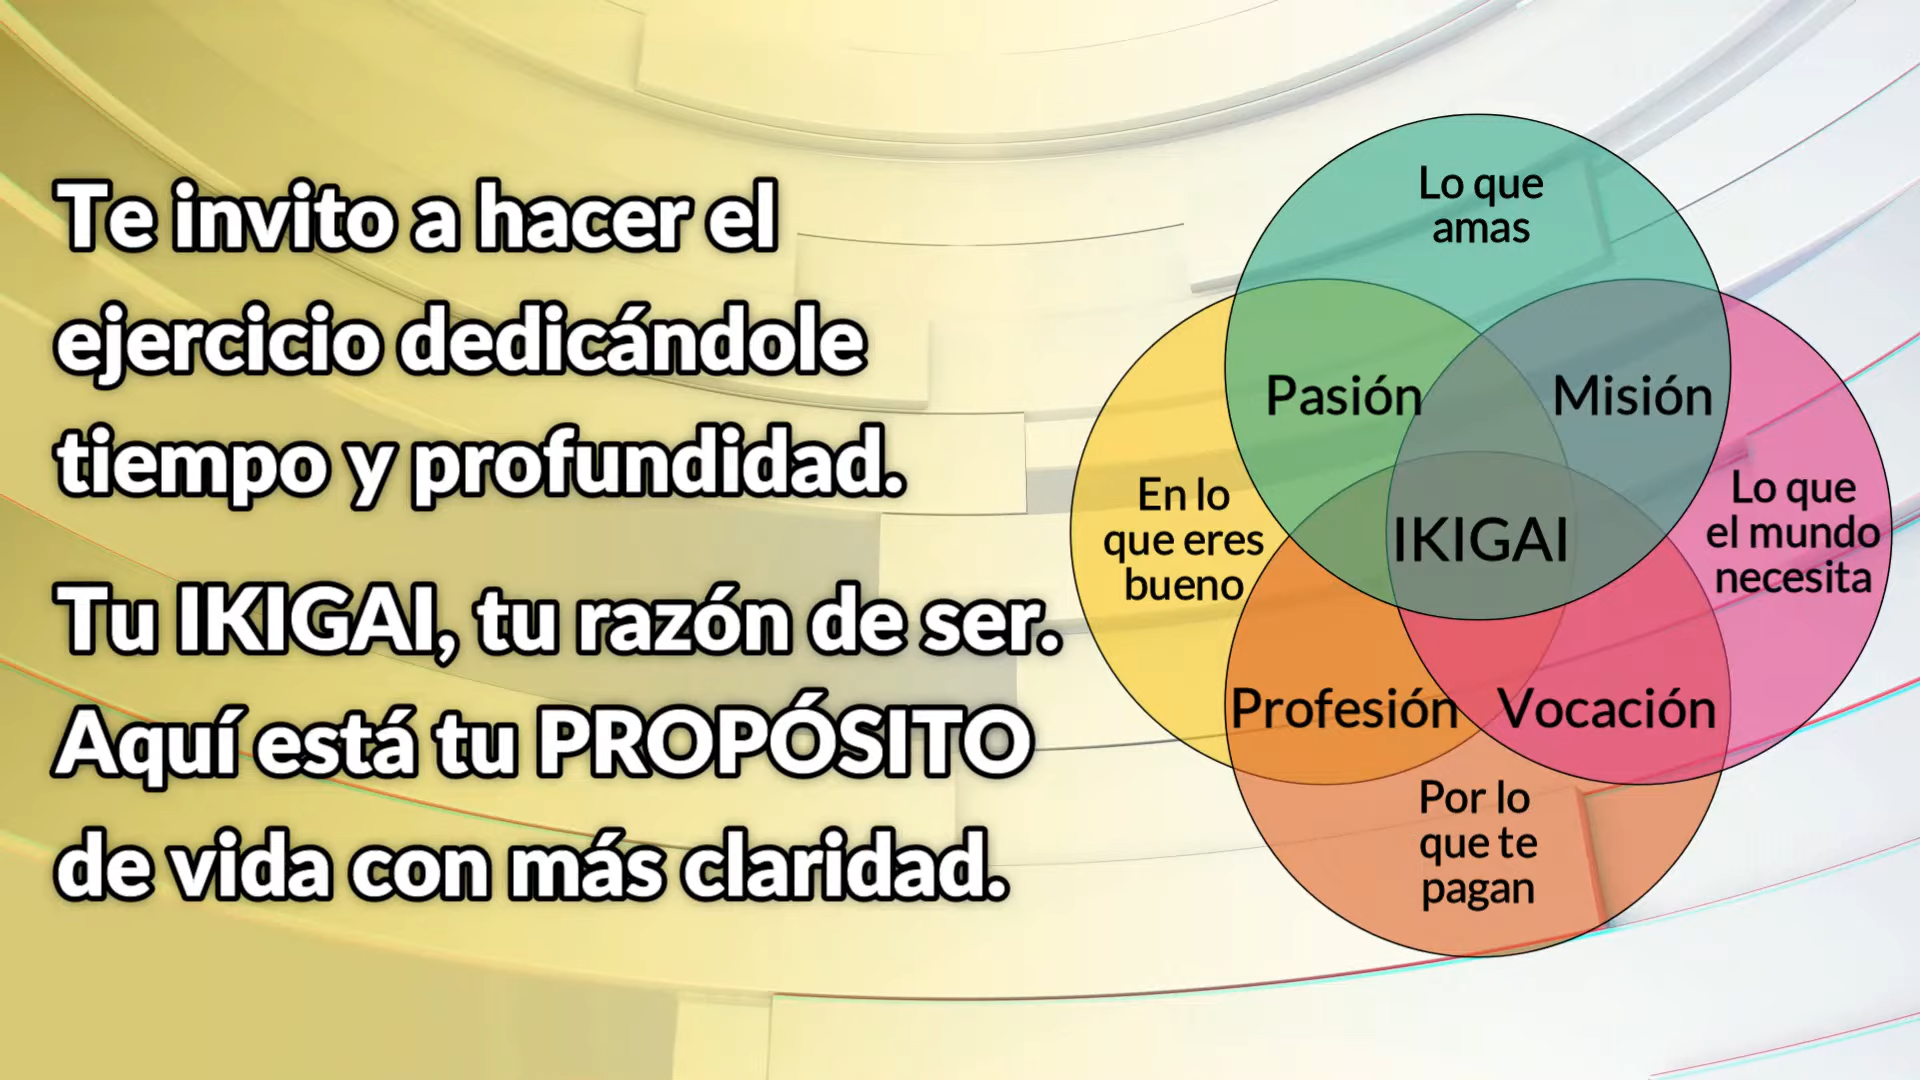 Te invito a hacer el
ejercicio dedicándole
tiempo y profundidad.
Tu IKIGAI, tu razón de ser.
Aquí está tu PROPÓSITO
de vida con más claridad.
Lo que
amas
Pasión
Misión
En lo
que eres
bueno
IKIGAI
Lo que
el mundo
necesita
Profesión
Vocación
Por lo
que te
pagan